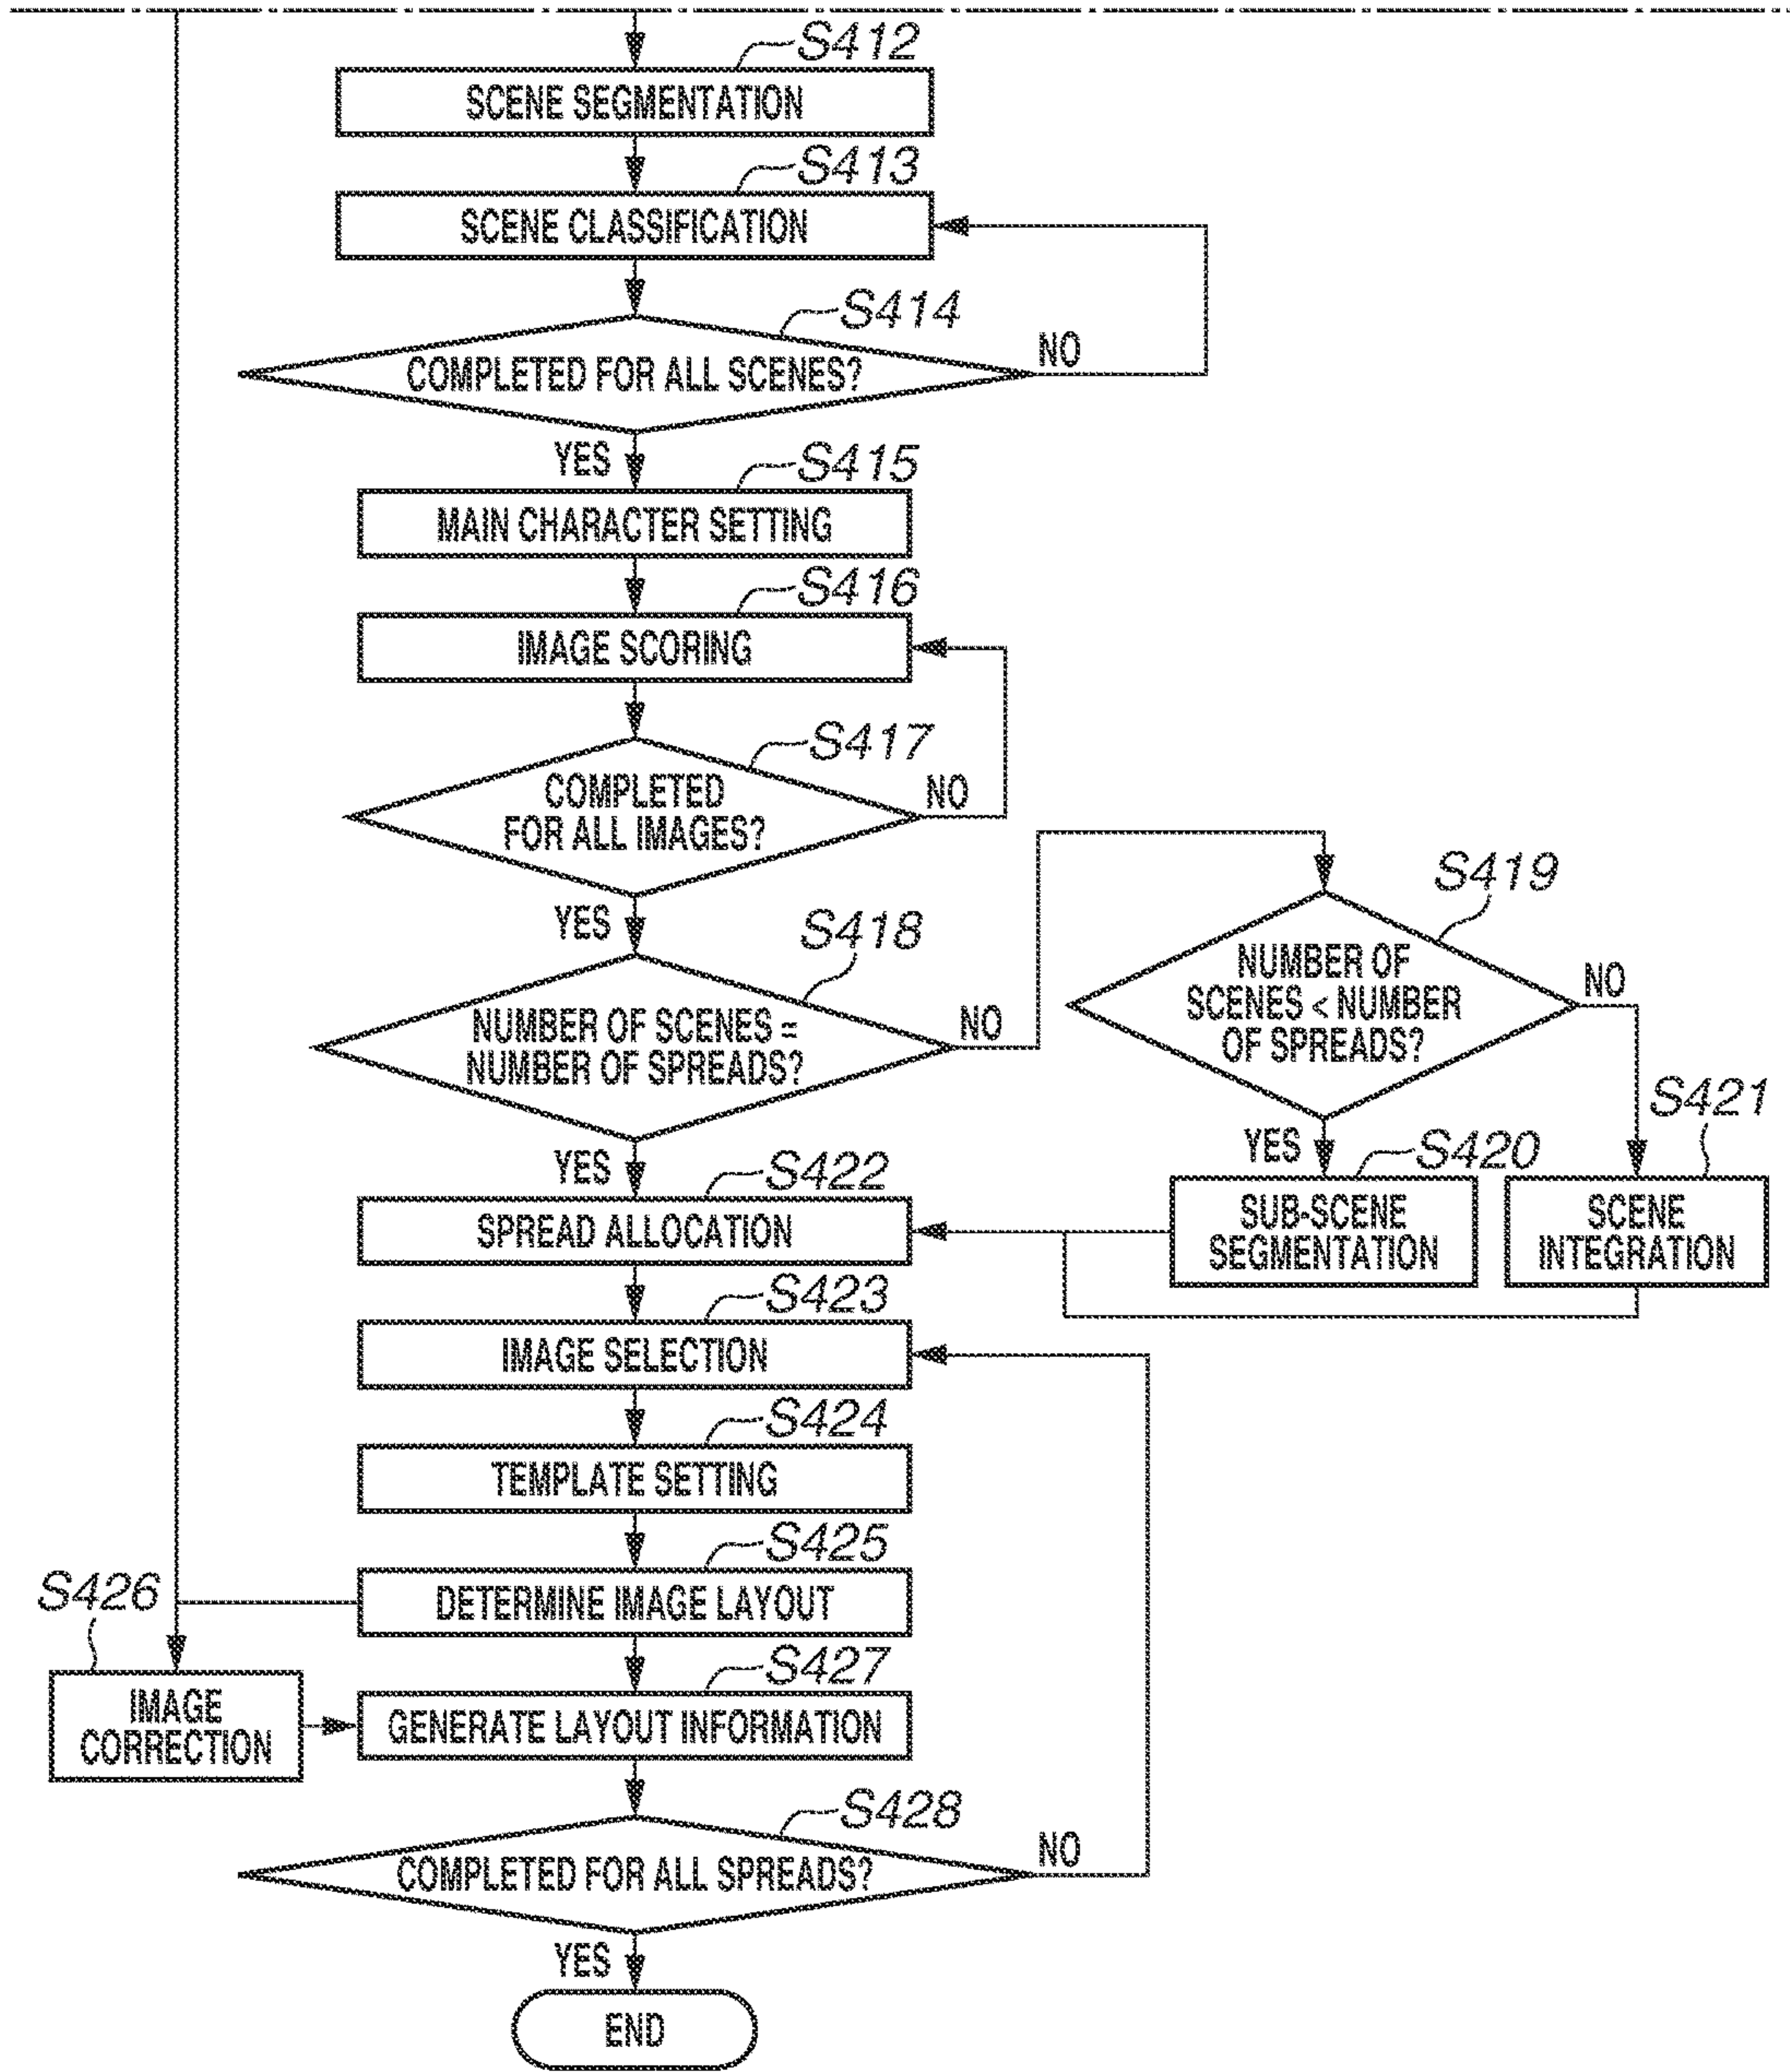 S412
SCENE SEGMENTATION
S413
SCENE CLASSIFICATION
S414
COMPLETED FOR ALL SCENES?
NO
YES
S415
MAIN CHARACTER SETTING
S416
IMAGE SCORING
S417
COMPLETED
FOR ALL IMAGES?
NO
YES
S418
NUMBER OF SCENES =
NUMBER OF SPREADS?
NO
S419
NUMBER OF
SCENES < NUMBER
OF SPREADS?
NO
YES
S420
SUB-SCENE
SEGMENTATION
S421
SCENE
INTEGRATION
YES
S422
SPREAD ALLOCATION
S423
IMAGE SELECTION
S424
TEMPLATE SETTING
S425
DETERMINE IMAGE LAYOUT
S426
IMAGE
CORRECTION
S427
GENERATE LAYOUT INFORMATION
S428
COMPLETED FOR ALL SPREADS?
NO
YES
END